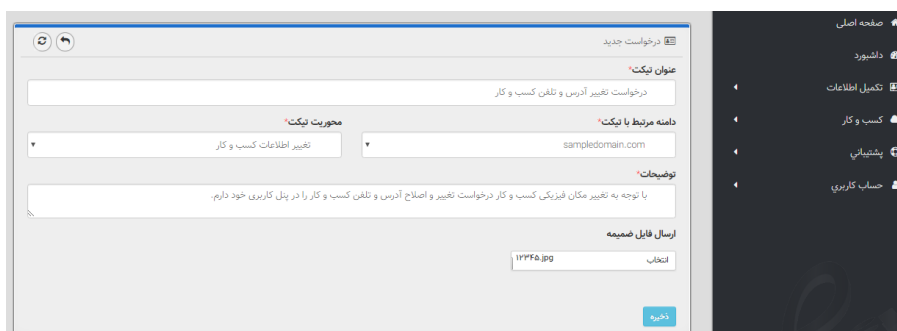 صفحه اصلی
داشبورد
تکمیل اطلاعات
کسب و کار
پشتیباني
حساب کاربري
درخواست جدید
عنوان تیکت*
درخواست تغییر آدرس و تلفن کسب و کار
دامنه مرتبط با تیکت*
محوریت تیکت*
sampledomain.com
تغییر اطلاعات کسب و کار
توضیحات*
با توجه به تغییر مکان فیزیکی کسب و کار درخواست تغییر و اصلاح آدرس و تلفن کسب و کار را در پنل کاربری خود دارم.
ارسال فایل ضمیمه
انتخاب
۱۲۳۴۵.jpg
ذخیره